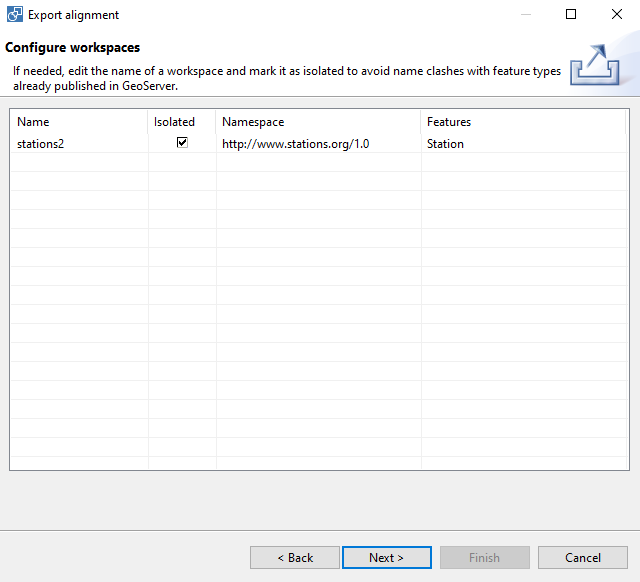 Export alignment
Configure workspaces
If needed, edit the name of a workspace and mark it as isolated to avoid name clashes with feature types
already published in GeoServer.
Name Isolated Namespace Features
stations2 http://www.stations.org/1.0 Station
< Back Next > Finish Cancel